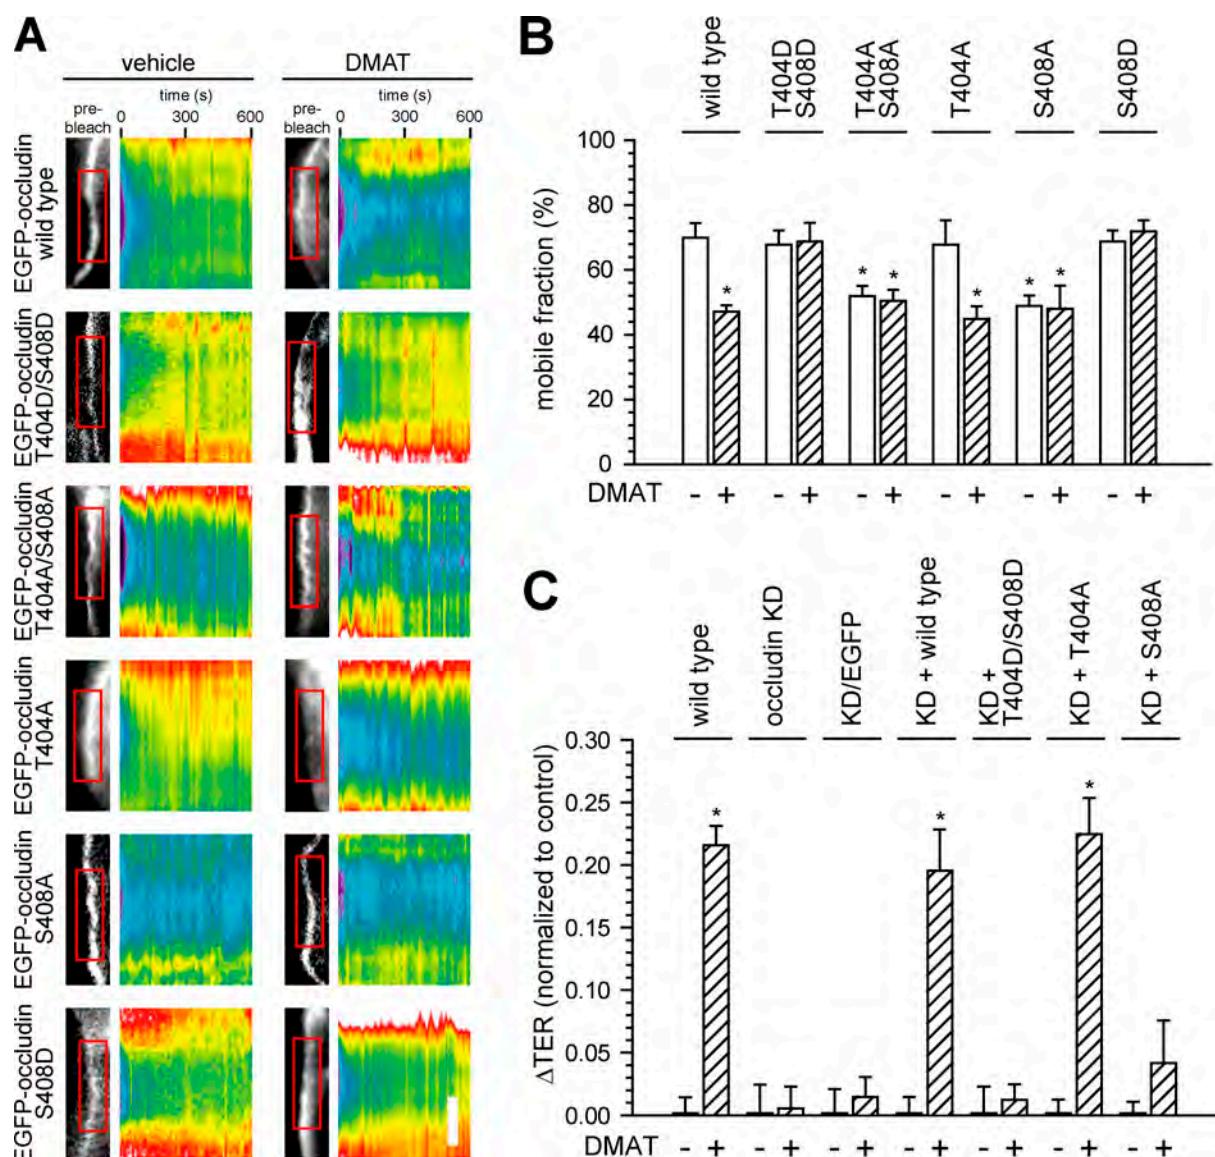 A
vehicle
DMAT
time (s)
time (s)
pre-
bleach
0
300
600
pre-
bleach
0
300
600
EGFP-occludin
wild type
EGFP-occludin
T404D/S408D
EGFP-occludin
T404A/S408A
EGFP-occludin
T404A
EGFP-occludin
S408A
EGFP-occludin
S408D
B
wild type
T404D
S408D
T404A
S408A
T404A
S408A
S408D
mobile fraction (%)
100
80
60
40
20
0
* * * * * *
DMAT - + - + - + - + - + - +
C
wild type
occludin KD
KD/EGFP
KD + wild type
KD +
T404D/S408D
KD + T404A
KD + S408A
ΔTER (normalized to control)
0.30
0.25
0.20
0.15
0.10
0.05
0.00
* * *
DMAT - + - + - + - + - + - + - +